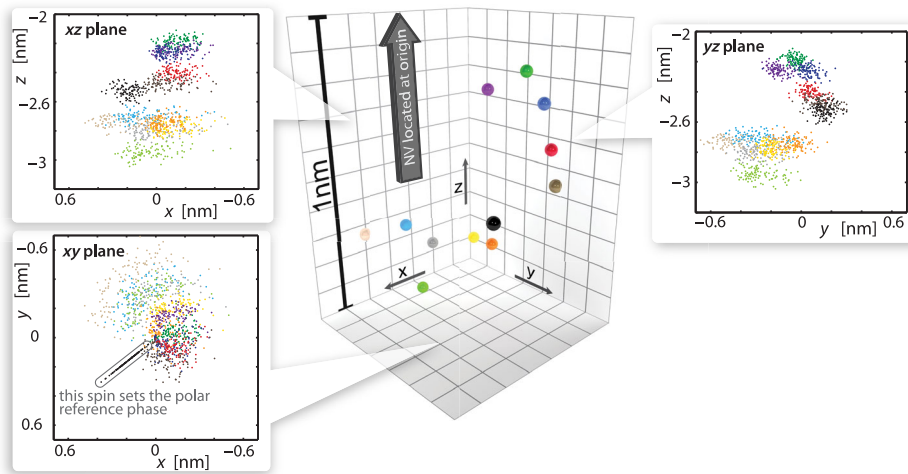 −2
xz plane
z [nm]
−2.6
−3
0.6
0
−0.6
x [nm]
xy plane
−0.6
y [nm]
0
this spin sets the polar
reference phase
0.6
0.6
0
−0.6
x [nm]
1nm
NV located at origin
z
x
y
−2
yz plane
z [nm]
−2.6
−3
−0.6
0
0.6
y [nm]